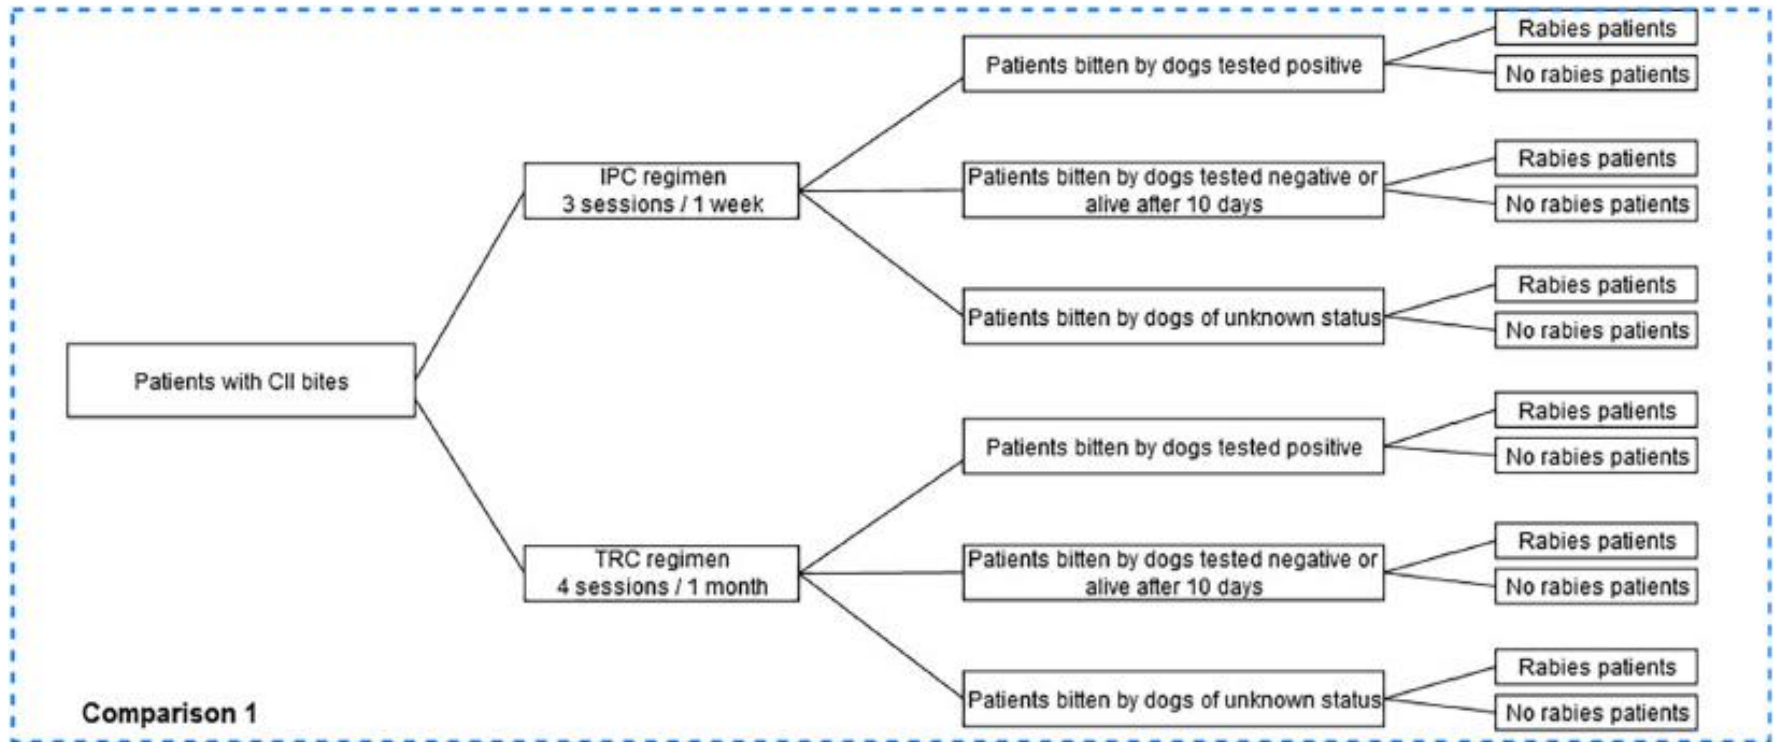 Patients with CII bites
IPC regimen
3 sessions / 1 week
Patients bitten by dogs tested positive
Rabies patients
No rabies patients
Patients bitten by dogs tested negative or
alive after 10 days
Rabies patients
No rabies patients
Patients bitten by dogs of unknown status
Rabies patients
No rabies patients
TRC regimen
4 sessions / 1 month
Patients bitten by dogs tested positive
Rabies patients
No rabies patients
Patients bitten by dogs tested negative or
alive after 10 days
Rabies patients
No rabies patients
Patients bitten by dogs of unknown status
Rabies patients
No rabies patients
Comparison 1